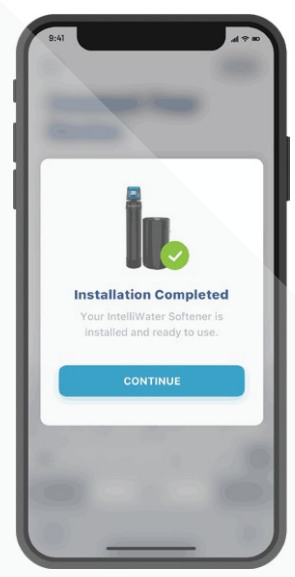 9:41
Installation Completed
Your IntelliWater Softener is
installed and ready to use.
CONTINUE